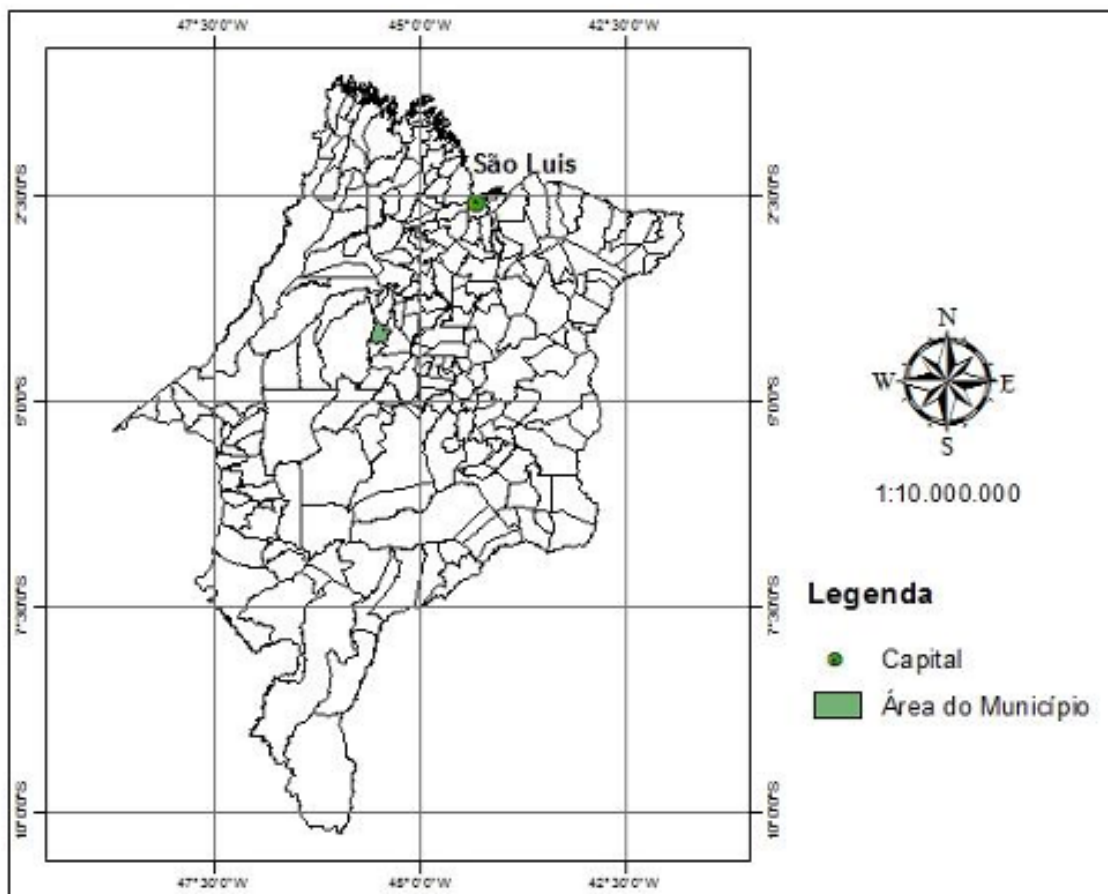 47°30'0"W 45°0'0"W 42°30'0"W
São Luis
2°30'0"S 2°30'0"S
N
W E
S
5°0'0"S 5°0'0"S
1:10.000.000
Legenda
7°30'0"S 7°30'0"S
Capital
Área do Município
10°0'0"S 10°0'0"S
47°30'0"W 45°0'0"W 42°30'0"W